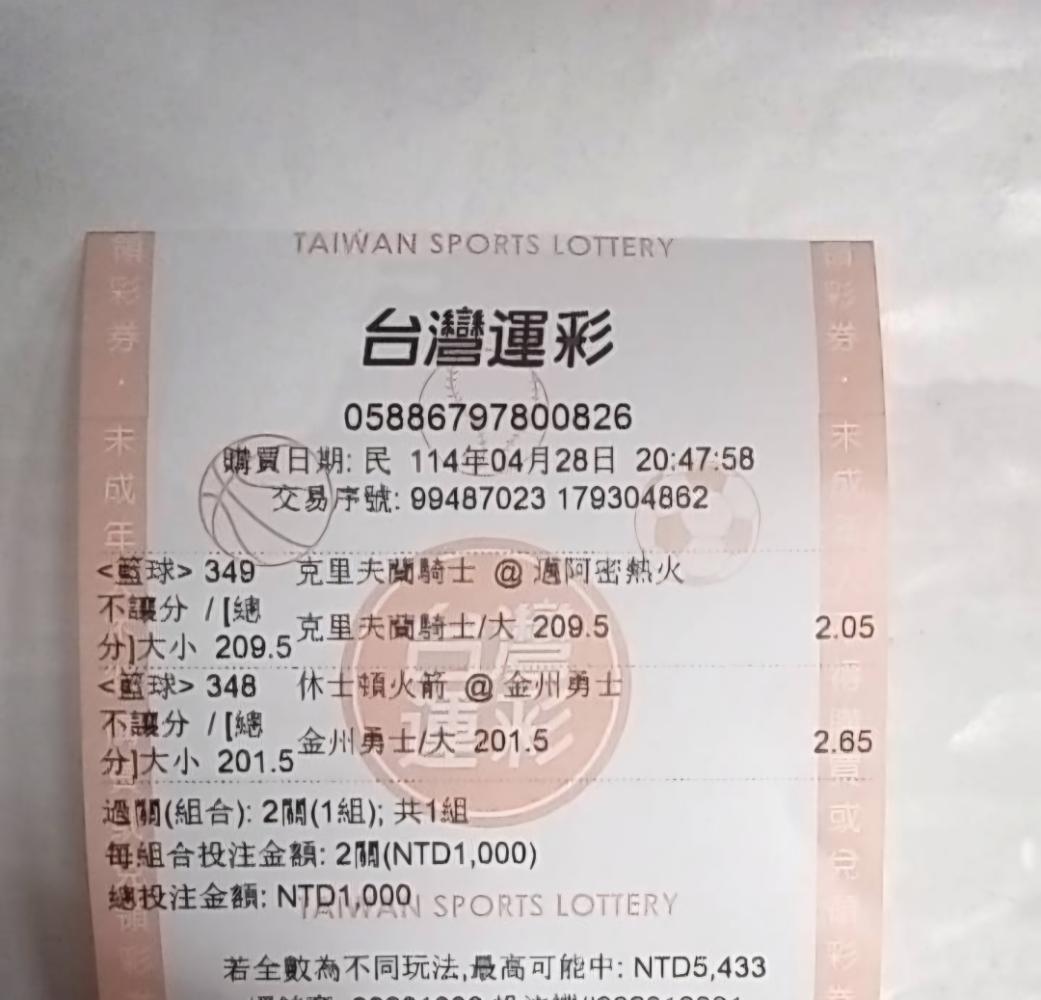 TAIWAN SPORTS LOTTERY
台灣運彩
05886797800826
購買日期: 民 114年04月28日 20:47:58
交易序號: 99487023 179304862
<籃球> 349 克里夫蘭騎士 @ 邁阿密熱火
不讓分 / [總
分]大小 209.5 克里夫蘭騎士/大 209.5 2.05
<籃球> 348 休士頓火箭 @ 金州勇士
不讓分 / [總
分]大小 201.5 金州勇士/大 201.5 2.65
台灣
運彩
過關(組合): 2關(1組); 共1組
每組合投注金額: 2關(NTD1,000)
總投注金額: NTD1,000
TAIWAN SPORTS LOTTERY
若全數為不同玩法,最高可能中: NTD5,433